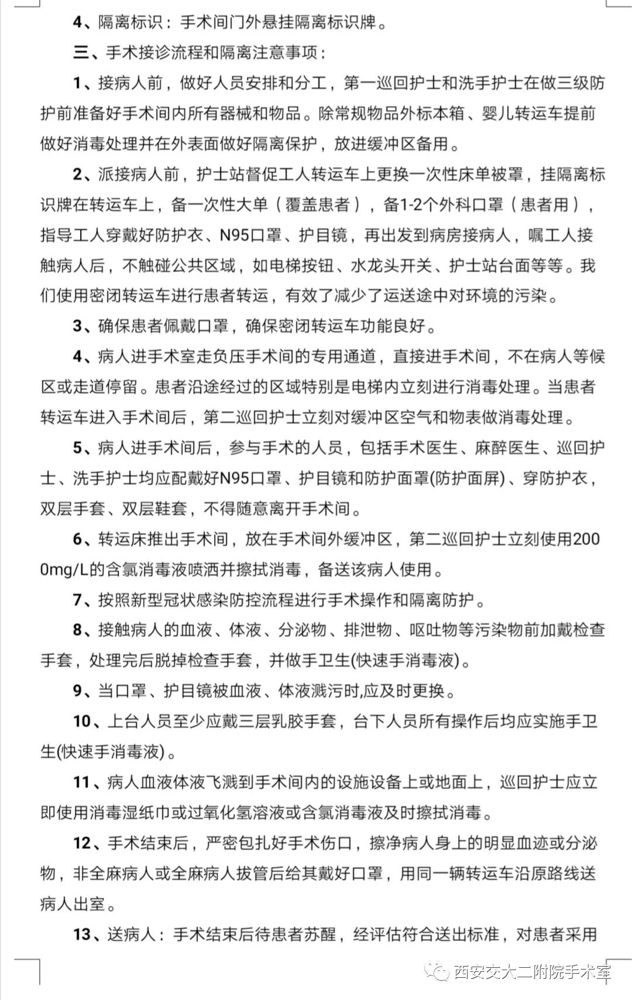 4、隔离标识：手术间门外悬挂隔离标识牌。
三、手术接诊流程和隔离注意事项：
1、接病人前，做好人员安排和分工，第一巡回护士和洗手护士在做三级防
护前准备好手术间内所有器械和物品。除常规物品外标本箱、婴儿转运车提前
做好消毒处理并在外表面做好隔离保护，放进缓冲区备用。
2、派接病人前，护士站督促工人转运车上更换一次性床单被罩，挂隔离标
识牌在转运车上，备一次性大单（覆盖患者），备1-2个外科口罩（患者用），
指导工人穿戴好防护衣、N95口罩、护目镜，再出发到病房接病人，嘱工人接
触病人后，不触碰公共区域，如电梯按钮、水龙头开关、护士站台面等等。我
们使用密闭转运车进行患者转运，有效了减少了运送途中对环境的污染。
3、确保患者佩戴口罩，确保密闭转运车功能良好。
4、病人进手术室走负压手术间的专用通道，直接进手术间，不在病人等候
区或走道停留。患者沿途经过的区域特别是电梯内立刻进行消毒处理。当患者
转运车进入手术间后，第二巡回护士立刻对缓冲区空气和物表做消毒处理。
5、病人进手术间后，参与手术的人员，包括手术医生、麻醉医生、巡回护
士、洗手护士均应配戴好N95口罩、护目镜和防护面罩(防护面屏)、穿防护衣，
双层手套、双层鞋套，不得随意离开手术间。
6、转运床推出手术间，放在手术间外缓冲区，第二巡回护士立刻使用200
0mg/L的含氯消毒液喷洒并擦拭消毒，备送该病人使用。
7、按照新型冠状感染防控流程进行手术操作和隔离防护。
8、接触病人的血液、体液、分泌物、排泄物、呕吐物等污染物前加戴检查
手套，处理完后脱掉检查手套，并做手卫生(快速手消毒液)。
9、当口罩、护目镜被血液、体液溅污时,应及时更换。
10、上台人员至少应戴三层乳胶手套，台下人员所有操作后均应实施手卫
生(快速手消毒液)。
11、病人血液体液飞溅到手术间内的设施设备上或地面上，巡回护士应立
即使用消毒湿纸巾或过氧化氢溶液或含氯消毒液及时擦拭消毒。
12、手术结束后，严密包扎好手术伤口，擦净病人身上的明显血迹或分泌
物，非全麻病人或全麻病人拔管后给其戴好口罩，用同一辆转运车沿原路线送
病人出室。
13、送病人：手术结束后待患者苏醒，经评估符合送出标准，对患者采用
西安交大二附院手术室